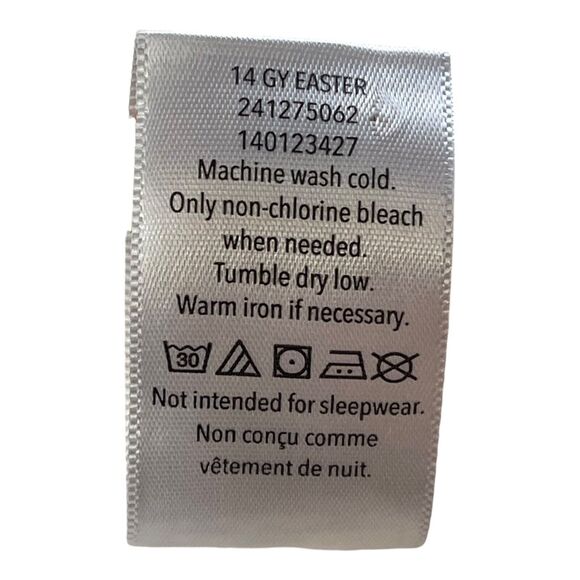 14 GY EASTER
241275062
140123427
Machine wash cold.
Only non-chlorine bleach
when needed.
Tumble dry low.
Warm iron if necessary.
30
Not intended for sleepwear.
Non conçu comme
vêtement de nuit.